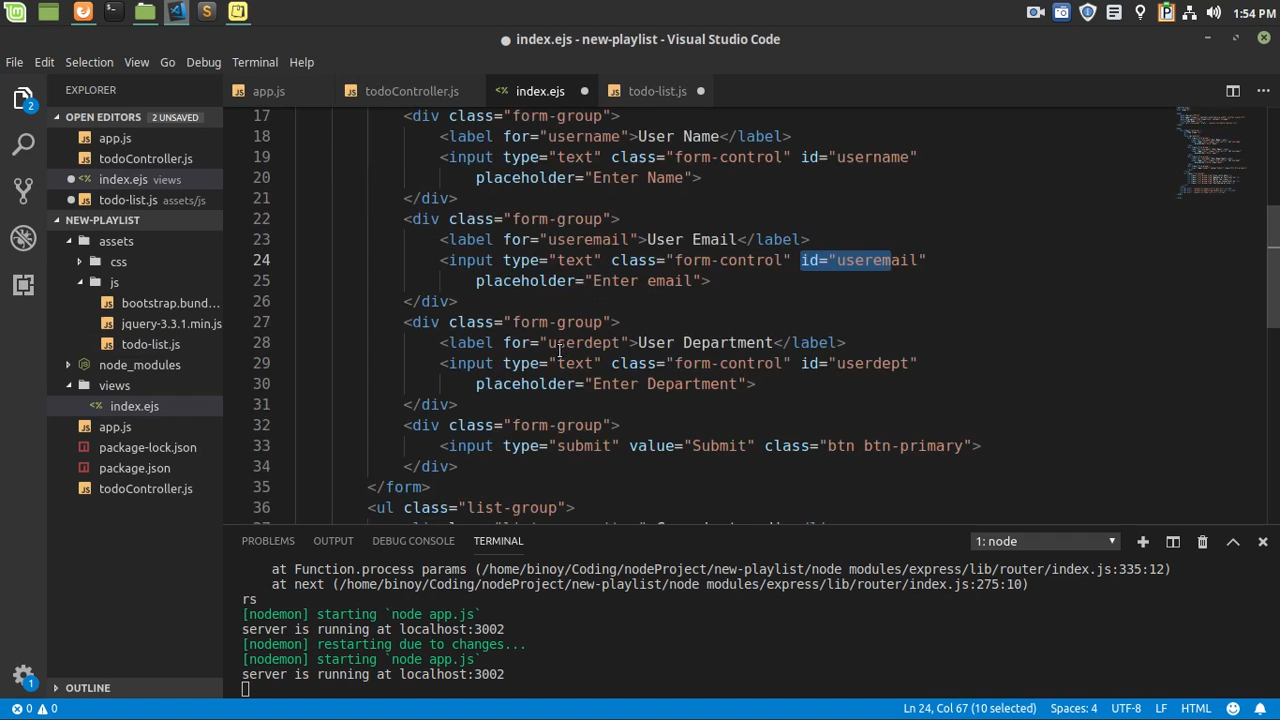 1:54 PM
index.ejs - new-playlist - Visual Studio Code
File Edit Selection View Go Debug Terminal Help
EXPLORER
OPEN EDITORS 2 UNSAVED
app.js
todoController.js
index.ejs views
todo-list.js assets/js
NEW-PLAYLIST
assets
css
js
bootstrap.bund...
jquery-3.3.1.min.js
todo-list.js
node_modules
views
index.ejs
app.js
package-lock.json
package.json
todoController.js
OUTLINE
2
1
app.js todoController.js index.ejs todo-list.js
17 <div class="form-group">
18 <label for="username">User Name</label>
19 <input type="text" class="form-control" id="username"
20 placeholder="Enter Name">
21 </div>
22 <div class="form-group">
23 <label for="useremail">User Email</label>
24 <input type="text" class="form-control" id="useremail"
25 placeholder="Enter email">
26 </div>
27 <div class="form-group">
28 <label for="userdept">User Department</label>
29 <input type="text" class="form-control" id="userdept"
30 placeholder="Enter Department">
31 </div>
32 <div class="form-group">
33 <input type="submit" value="Submit" class="btn btn-primary">
34 </div>
35 </form>
36 <ul class="list-group">
PROBLEMS OUTPUT DEBUG CONSOLE TERMINAL 1: node
at Function.process params (/home/binoy/Coding/nodeProject/new-playlist/node modules/express/lib/router/index.js:335:12)
at next (/home/binoy/Coding/nodeProject/new-playlist/node modules/express/lib/router/index.js:275:10)
rs
[nodemon] starting `node app.js`
server is running at localhost:3002
[nodemon] restarting due to changes...
[nodemon] starting `node app.js`
server is running at localhost:3002
0 0 Ln 24, Col 67 (10 selected) Spaces: 4 UTF-8 LF HTML 1